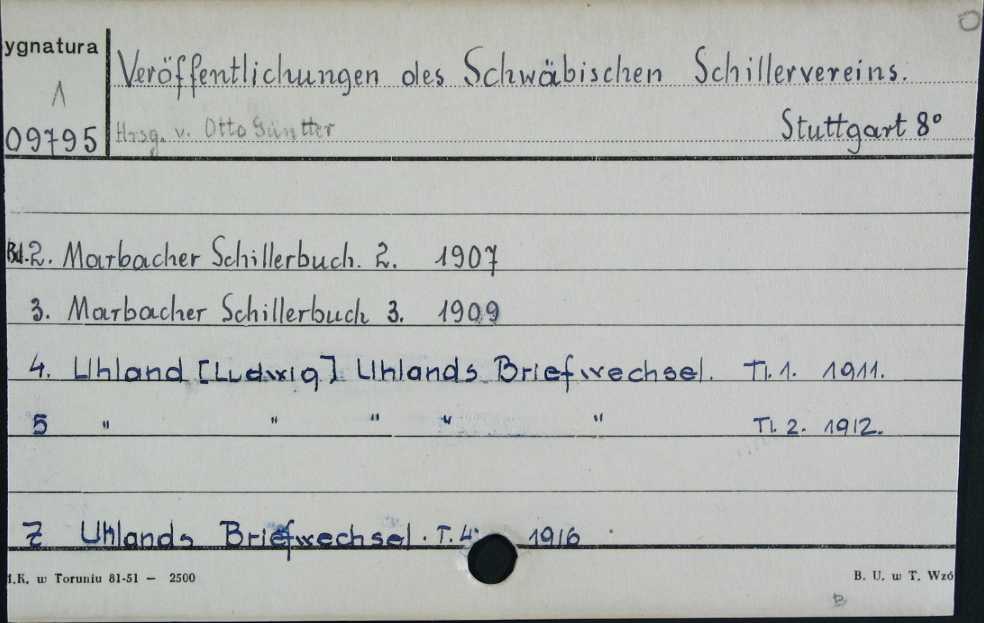 ygnatura
Veröffentlichungen des Schwäbischen Schillervereins.
1
09795
Hrsg. v. Otto Güntter
Stuttgart 8°
Bd. 2. Marbacher Schillerbuch. 2. 1907
3. Marbacher Schillerbuch 3. 1909
4. Uhland [Ludwig] Uhlands Briefwechsel. Tl. 1. 1911.
5 " " " " " Tl. 2. 1912.
7 Uhlands Briefwechsel. T. 4. 1916
.K. w Toruniu 81-51 — 2500
B. U. w T. Wzó
B